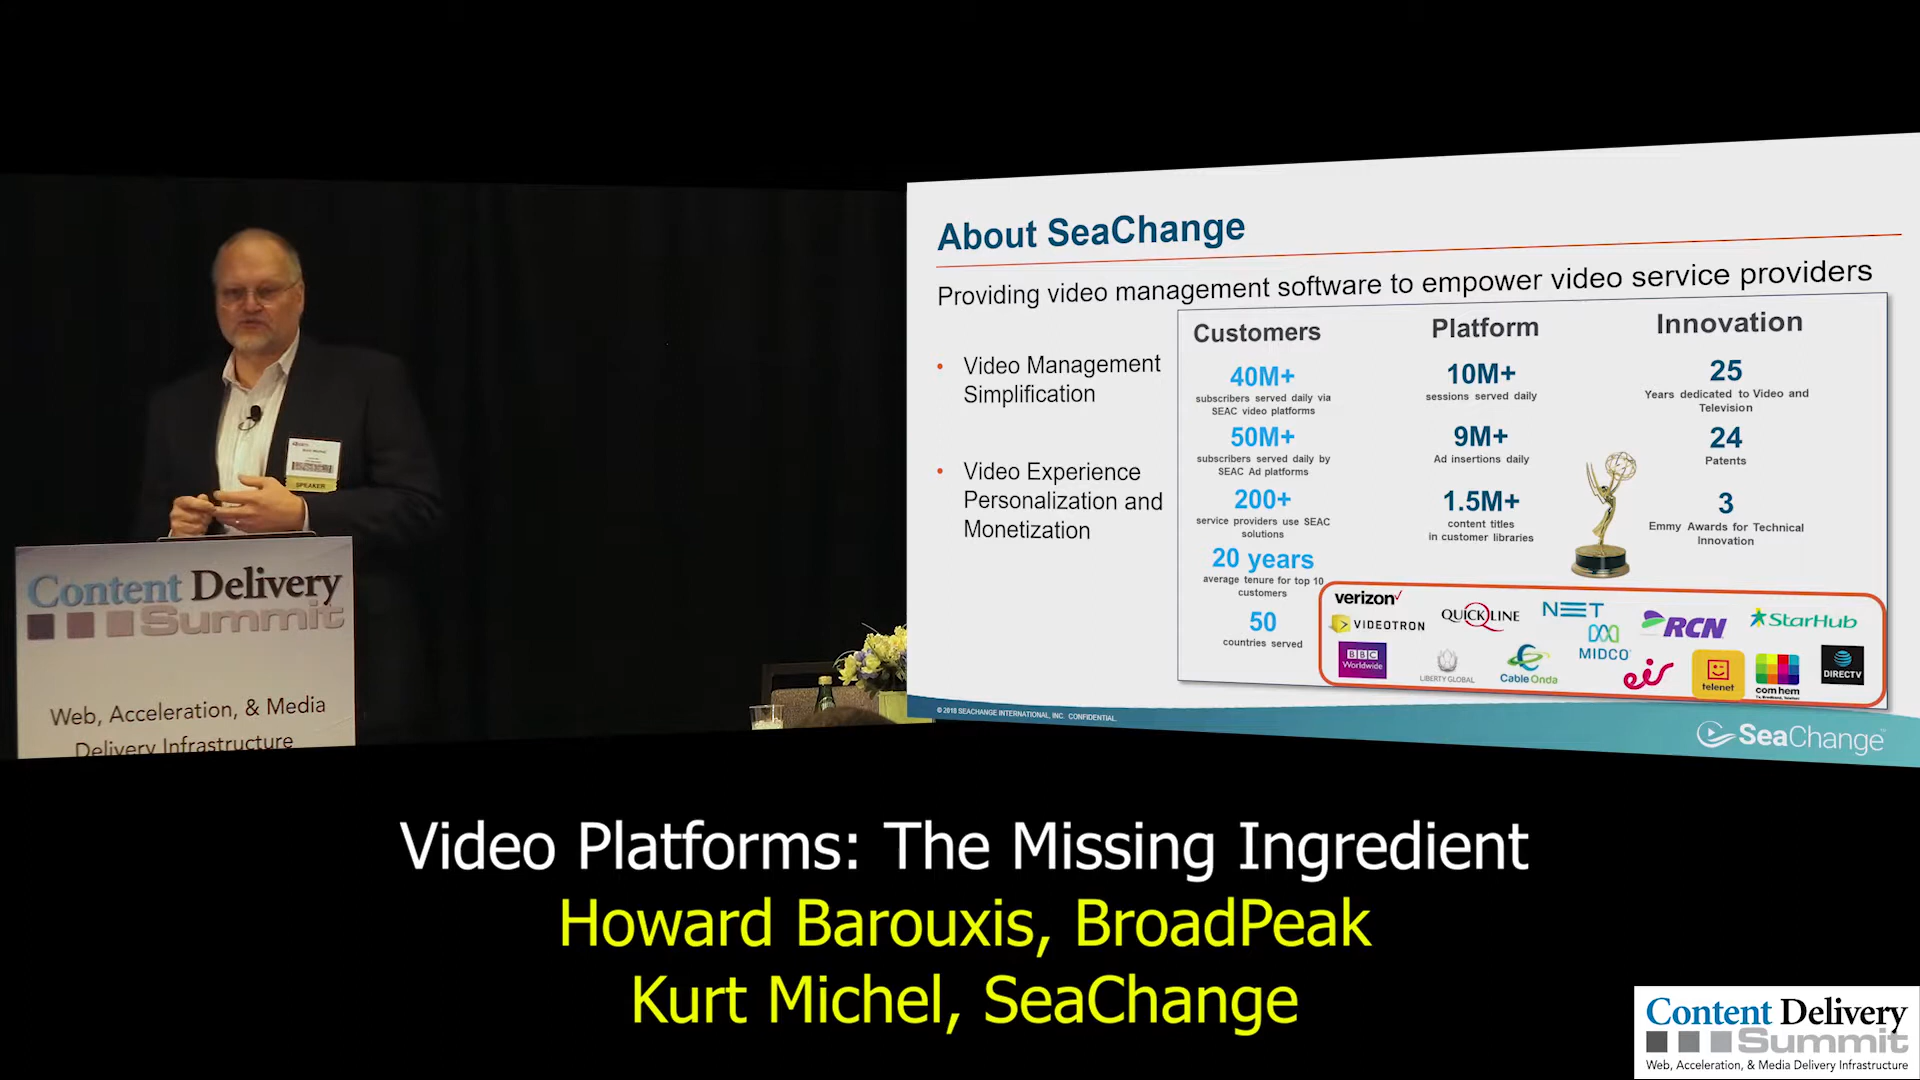 About SeaChange
Providing video management software to empower video service providers
• Video Management
Simplification
• Video Experience
Personalization and
Monetization
Customers
40M+
subscribers served daily via
SEAC video platforms
50M+
subscribers served daily by
SEAC Ad platforms
200+
service providers use SEAC
solutions
20 years
average tenure for top 10
customers
50
countries served
Platform
10M+
sessions served daily
9M+
Ad insertions daily
1.5M+
content titles
in customer libraries
Innovation
25
Years dedicated to Video and
Television
24
Patents
3
Emmy Awards for Technical
Innovation
verizon
VIDEOTRON
QUICKLINE
NET
MIDCO
RCN
StarHub
BBC
Worldwide
LIBERTY GLOBAL
Cable Onda
eir
telenet
com hem
DIRECTV
© 2018 SEACHANGE INTERNATIONAL, INC. CONFIDENTIAL.
SeaChange
SPEAKER
Content Delivery
Summit
Web, Acceleration, & Media
Delivery Infrastructure
Video Platforms: The Missing Ingredient
Howard Barouxis, BroadPeak
Kurt Michel, SeaChange
Content Delivery
Summit
Web, Acceleration, & Media Delivery Infrastructure